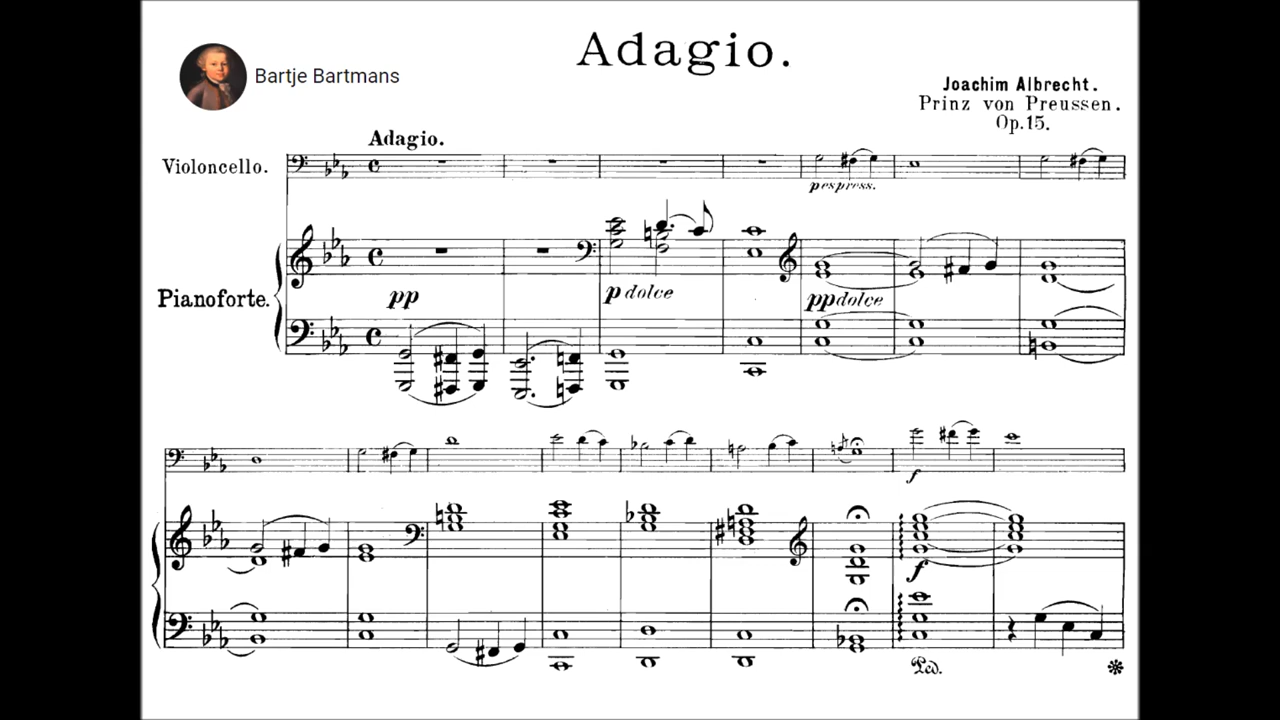 Adagio.
Bartje Bartmans
Joachim Albrecht.
Prinz von Preussen.
Op.15.
Adagio.
Violoncello.
p espress.
Pianoforte.
pp
p dolce
pp dolce
f
f
Ped.